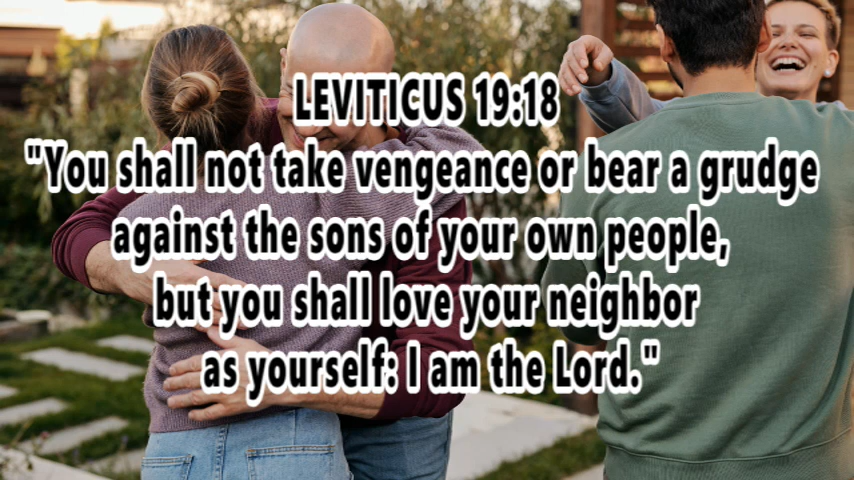 LEVITICUS 19:18
"You shall not take vengeance or bear a grudge
against the sons of your own people,
but you shall love your neighbor
as yourself: I am the Lord."